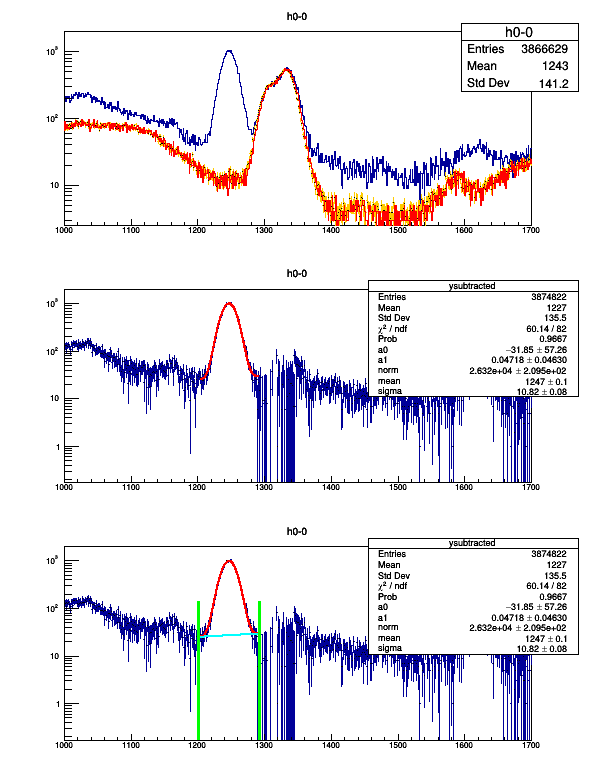 h0-0
h0-0
Entries 3866629
Mean 1243
Std Dev 141.2
10³
10²
10
1000 1100 1200 1300 1400 1500 1600 1700
h0-0
ysubtracted
Entries 3874822
Mean 1227
Std Dev 135.5
χ² / ndf 60.14 / 82
Prob 0.9667
a0 −31.85 ± 57.26
a1 0.04718 ± 0.04630
norm 2.632e+04 ± 2.095e+02
mean 1247 ± 0.1
sigma 10.82 ± 0.08
10³
10²
10
1
1000 1100 1200 1300 1400 1500 1600 1700
h0-0
ysubtracted
Entries 3874822
Mean 1227
Std Dev 135.5
χ² / ndf 60.14 / 82
Prob 0.9667
a0 −31.85 ± 57.26
a1 0.04718 ± 0.04630
norm 2.632e+04 ± 2.095e+02
mean 1247 ± 0.1
sigma 10.82 ± 0.08
10³
10²
10
1
1000 1100 1200 1300 1400 1500 1600 1700